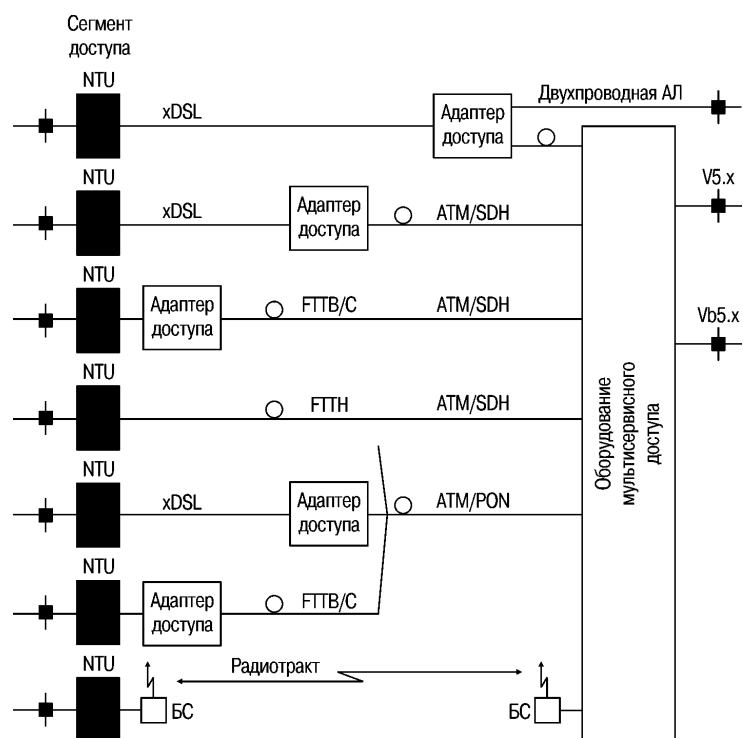 Сегмент
доступа
NTU
xDSL
Адаптер
доступа
Двухпроводная АЛ
NTU
xDSL
Адаптер
доступа
ATM/SDH
V5.x
NTU
Адаптер
доступа
FTTB/C
ATM/SDH
Vb5.x
NTU
FTTH
ATM/SDH
Оборудование
мультисервисного
доступа
NTU
xDSL
Адаптер
доступа
ATM/PON
NTU
Адаптер
доступа
FTTB/C
NTU
Радиотракт
БС
БС